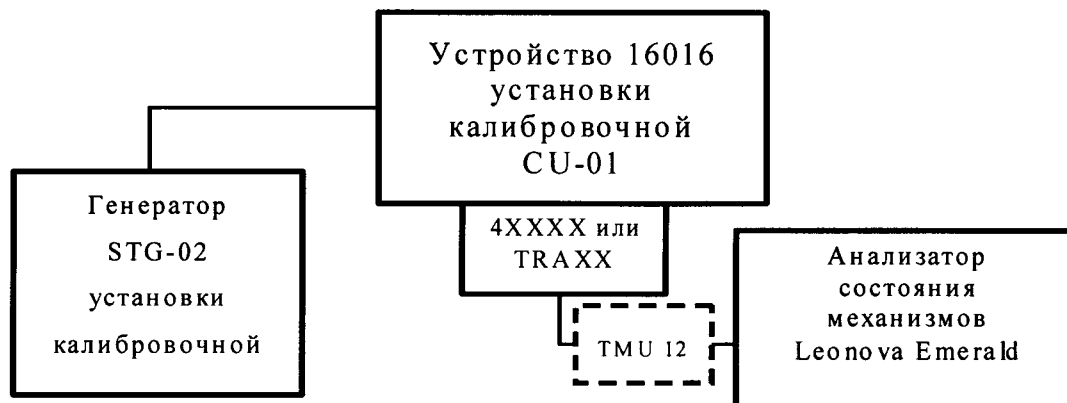 Устройство 16016
установки
калибровочной
CU-01
Генератор
STG-02
установки
калибровочной
4XXXX или
TRAXX
TMU 12
Анализатор
состояния
механизмов
Leonova Emerald